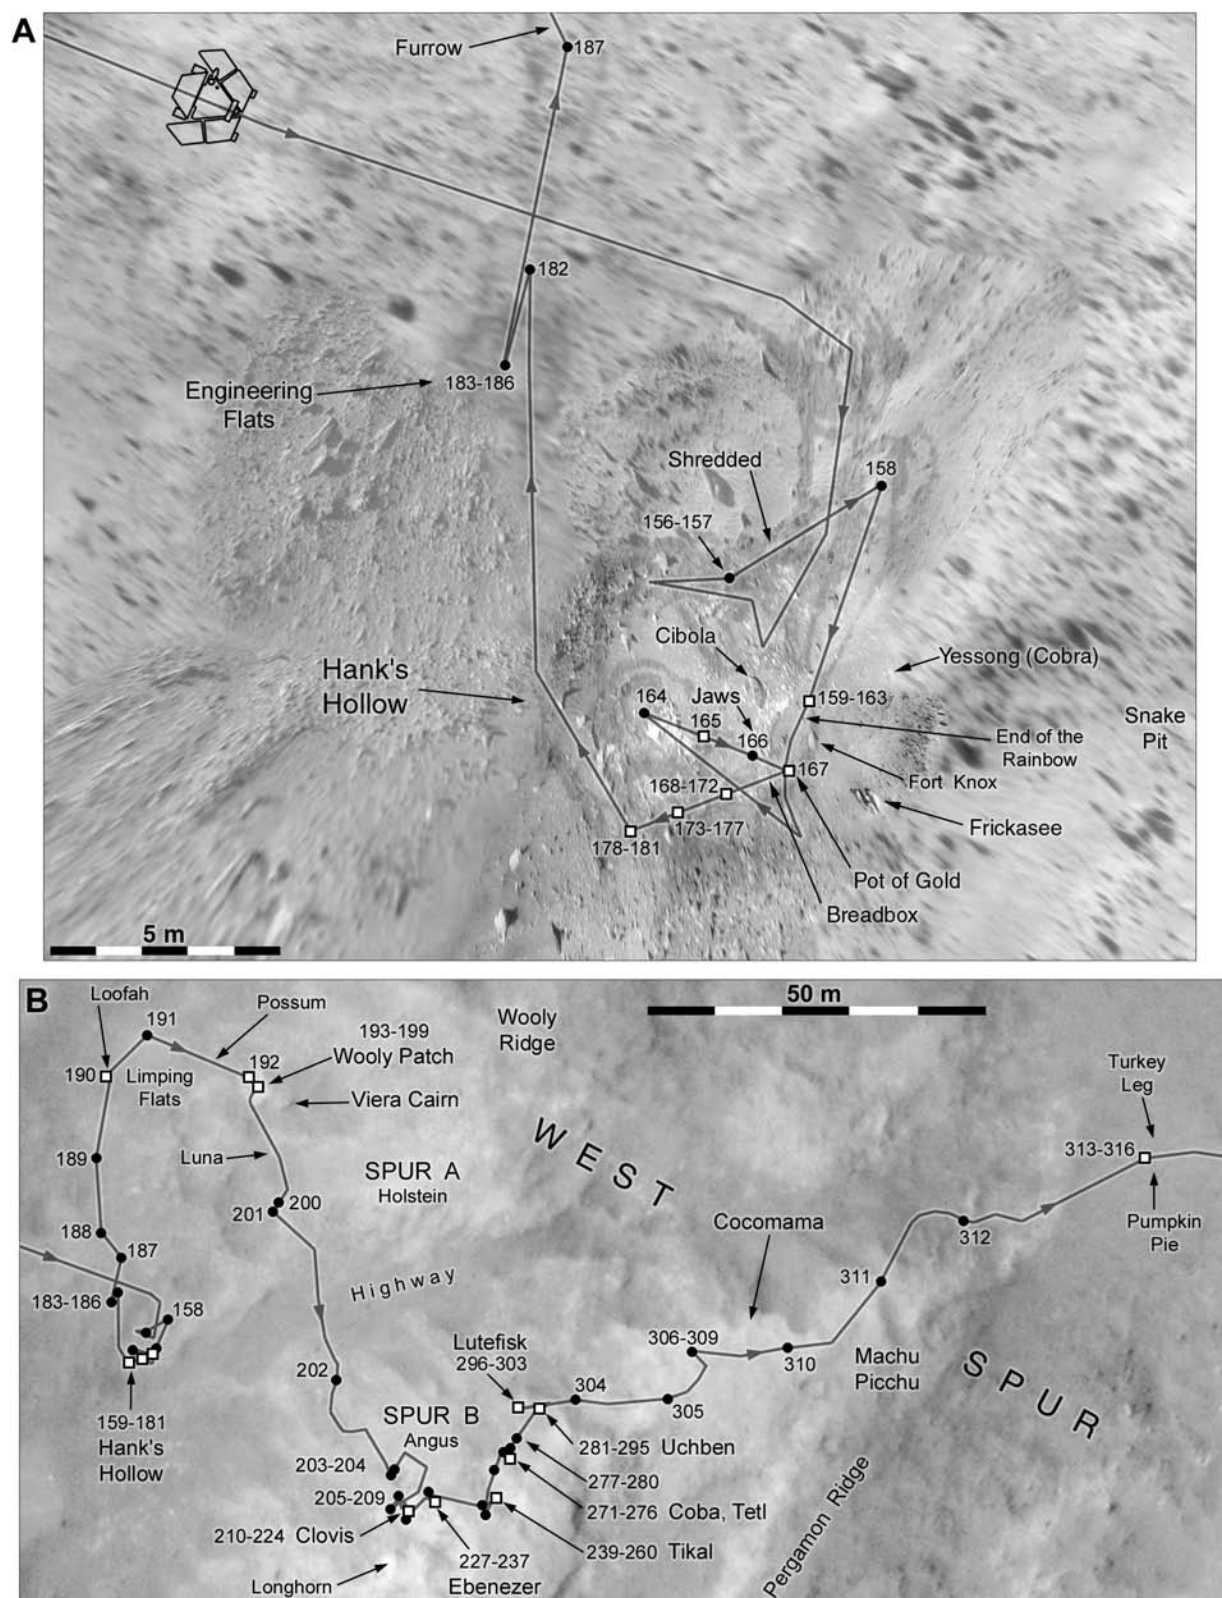 A
Furrow
187
182
183-186
Engineering
Flats
Shredded
158
156-157
Cibola
Yessong (Cobra)
Hank's
Hollow
164
Jaws
165
166
159-163
End of the
Rainbow
Snake
Pit
Fort Knox
167
168-172
173-177
178-181
Frickasee
Pot of Gold
Breadbox
5 m
B
Loofah
191
Possum
50 m
Wooly
Ridge
193-199
192
Wooly Patch
190
Limping
Flats
Viera Cairn
Turkey
Leg
WEST
189
Luna
SPUR A
Holstein
313-316
200
201
188
187
Cocomama
312
Pumpkin
Pie
Highway
311
183-186
158
Lutefisk
296-303
306-309
310
Machu
Picchu
SPUR
202
304
305
159-181
Hank's
Hollow
SPUR B
Angus
281-295 Uchben
203-204
277-280
205-209
271-276 Coba, Tetl
210-224 Clovis
239-260 Tikal
227-237
Ebenezer
Longhorn
Pergamon Ridge